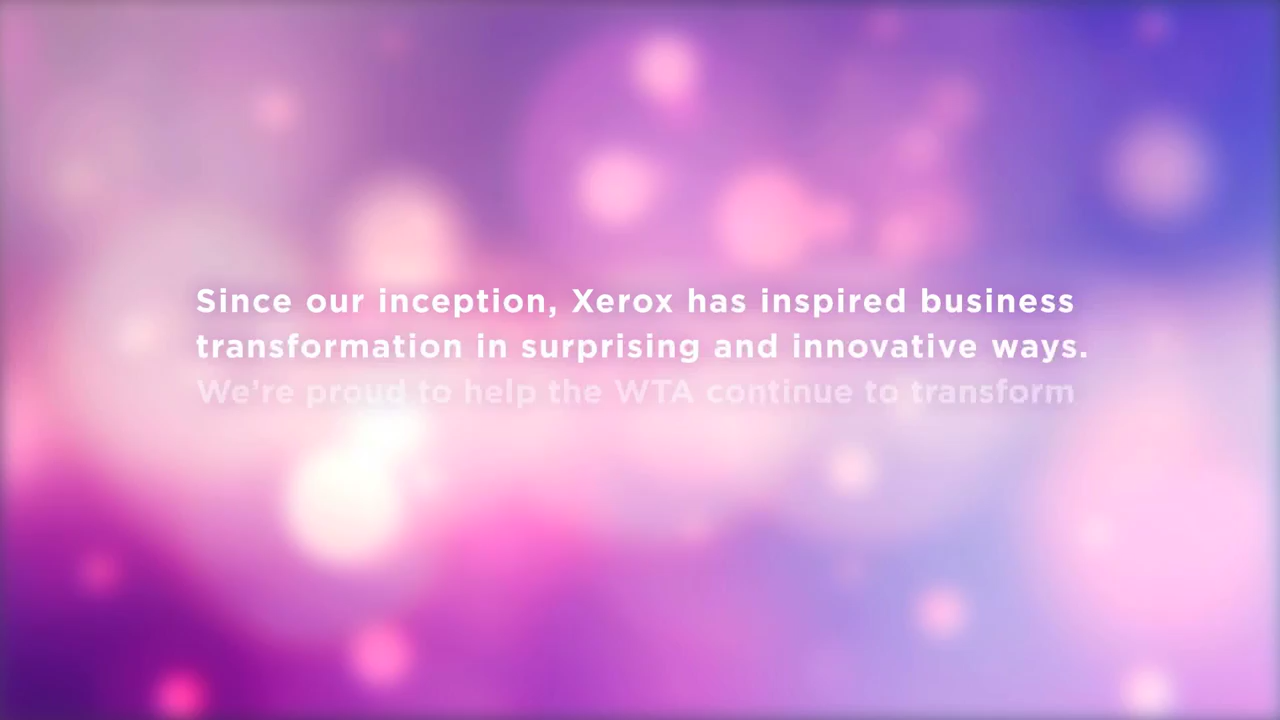 Since our inception, Xerox has inspired business
transformation in surprising and innovative ways.
We’re proud to help the WTA continue to transform